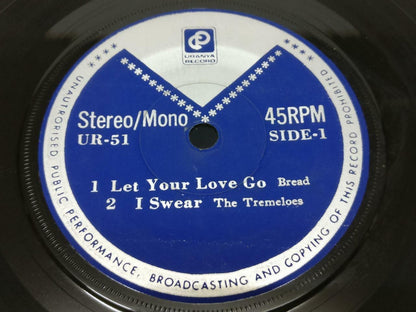 URANYA
RECORD
Stereo/Mono 45RPM
UR-51 SIDE-1
1 Let Your Love Go Bread
2 I Swear The Tremeloes
UNAUTHORISED PUBLIC PERFORMANCE, BROADCASTING AND COPYING OF THIS RECORD PROHIBITED